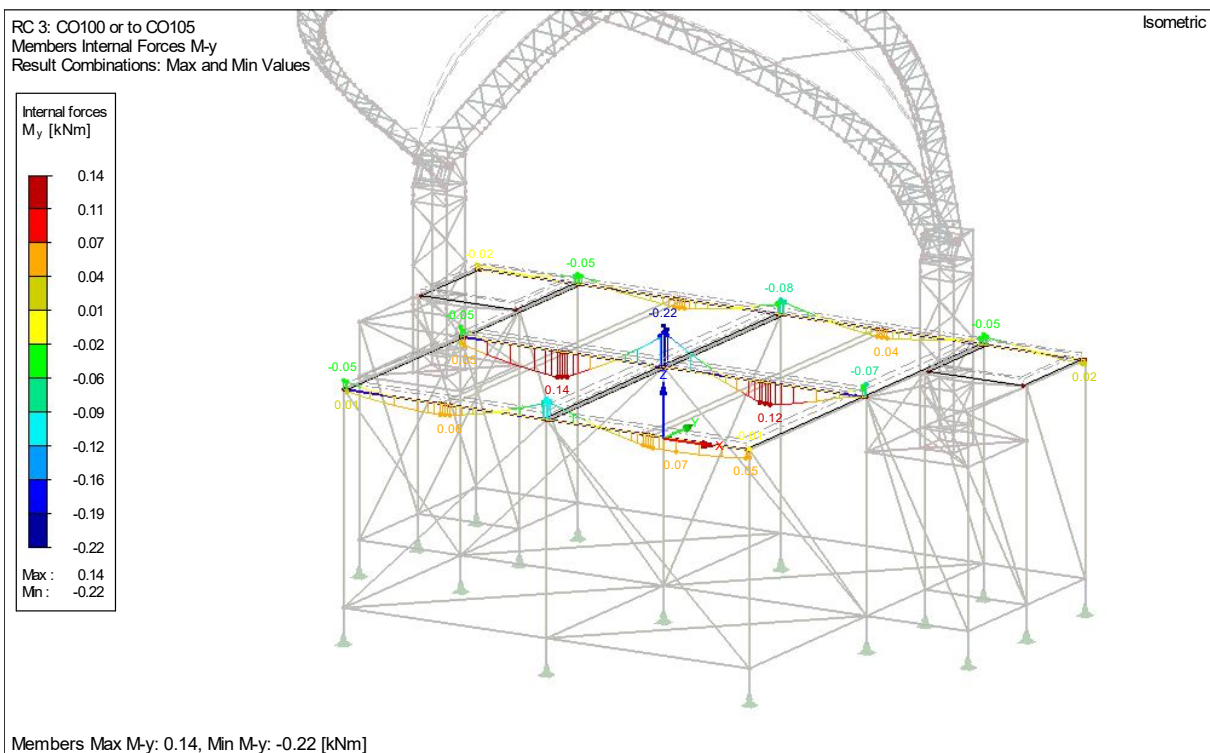 RC 3: CO100 or to CO105
Members Internal Forces M-y
Result Combinations: Max and Min Values
Isometric
Internal forces
M y [kNm]
0.14
0.11
0.07
0.04
0.01
-0.02
-0.06
-0.09
-0.12
-0.16
-0.19
-0.22
Max : 0.14
Min : -0.22
-0.02
-0.05
-0.08
-0.05
-0.22
-0.05
0.04
-0.05
-0.07
0.02
0.14
0.12
0.01
Z
Y
X
0.07
0.05
Members Max M-y: 0.14, Min M-y: -0.22 [kNm]